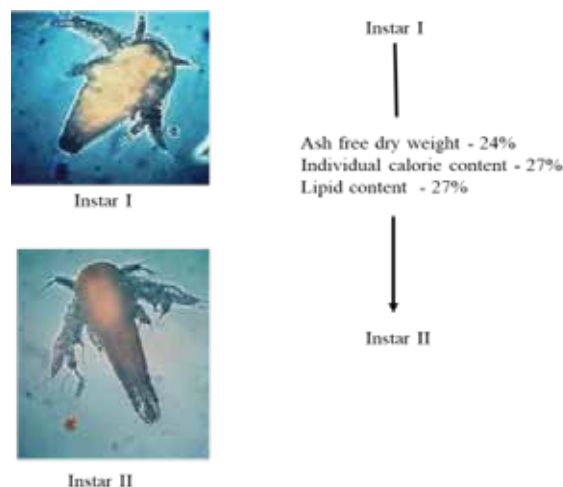 Instar I
Instar I
Ash free dry weight - 24%
Individual calorie content - 27%
Lipid content - 27%
Instar II
Instar II